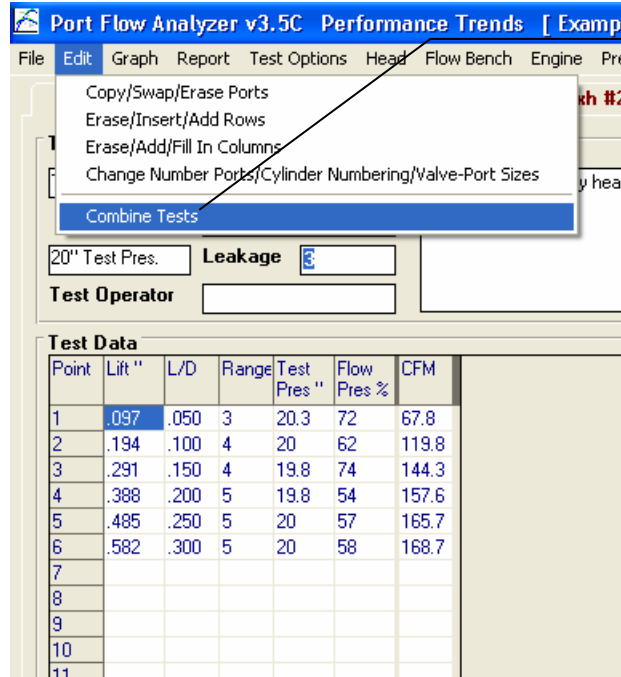 Port Flow Analyzer v3.5C Performance Trends [ Examp
File Edit Graph Report Test Options Head Flow Bench Engine Pre
Copy/Swap/Erase Ports
xh #2
Erase/Insert/Add Rows
Erase/Add/Fill In Columns
Change Number Ports/Cylinder Numbering/Valve-Port Sizes
y hea
Combine Tests
20" Test Pres. Leakage 3
Test Operator
Test Data
Point Lift " L/D Range Test Pres " Flow Pres % CFM
1 .097 .050 3 20.3 72 67.8
2 .194 .100 4 20 62 119.8
3 .291 .150 4 19.8 74 144.3
4 .388 .200 5 19.8 54 157.6
5 .485 .250 5 20 57 165.7
6 .582 .300 5 20 58 168.7
7
8
9
10
11